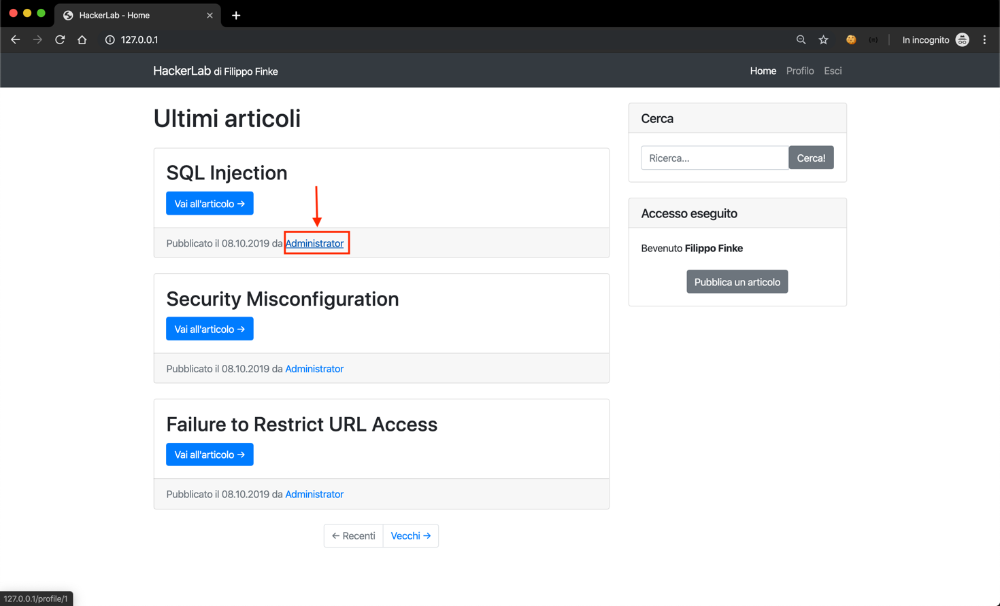 HackerLab - Home
127.0.0.1
In incognito
HackerLab di Filippo Finke
Home Profilo Esci
Ultimi articoli
SQL Injection
Vai all'articolo →
Pubblicato il 08.10.2019 da Administrator
Security Misconfiguration
Vai all'articolo →
Pubblicato il 08.10.2019 da Administrator
Failure to Restrict URL Access
Vai all'articolo →
Pubblicato il 08.10.2019 da Administrator
← Recenti Vecchi →
Cerca
Ricerca... Cerca!
Accesso eseguito
Bevenuto Filippo Finke
Pubblica un articolo
127.0.0.1/profile/1